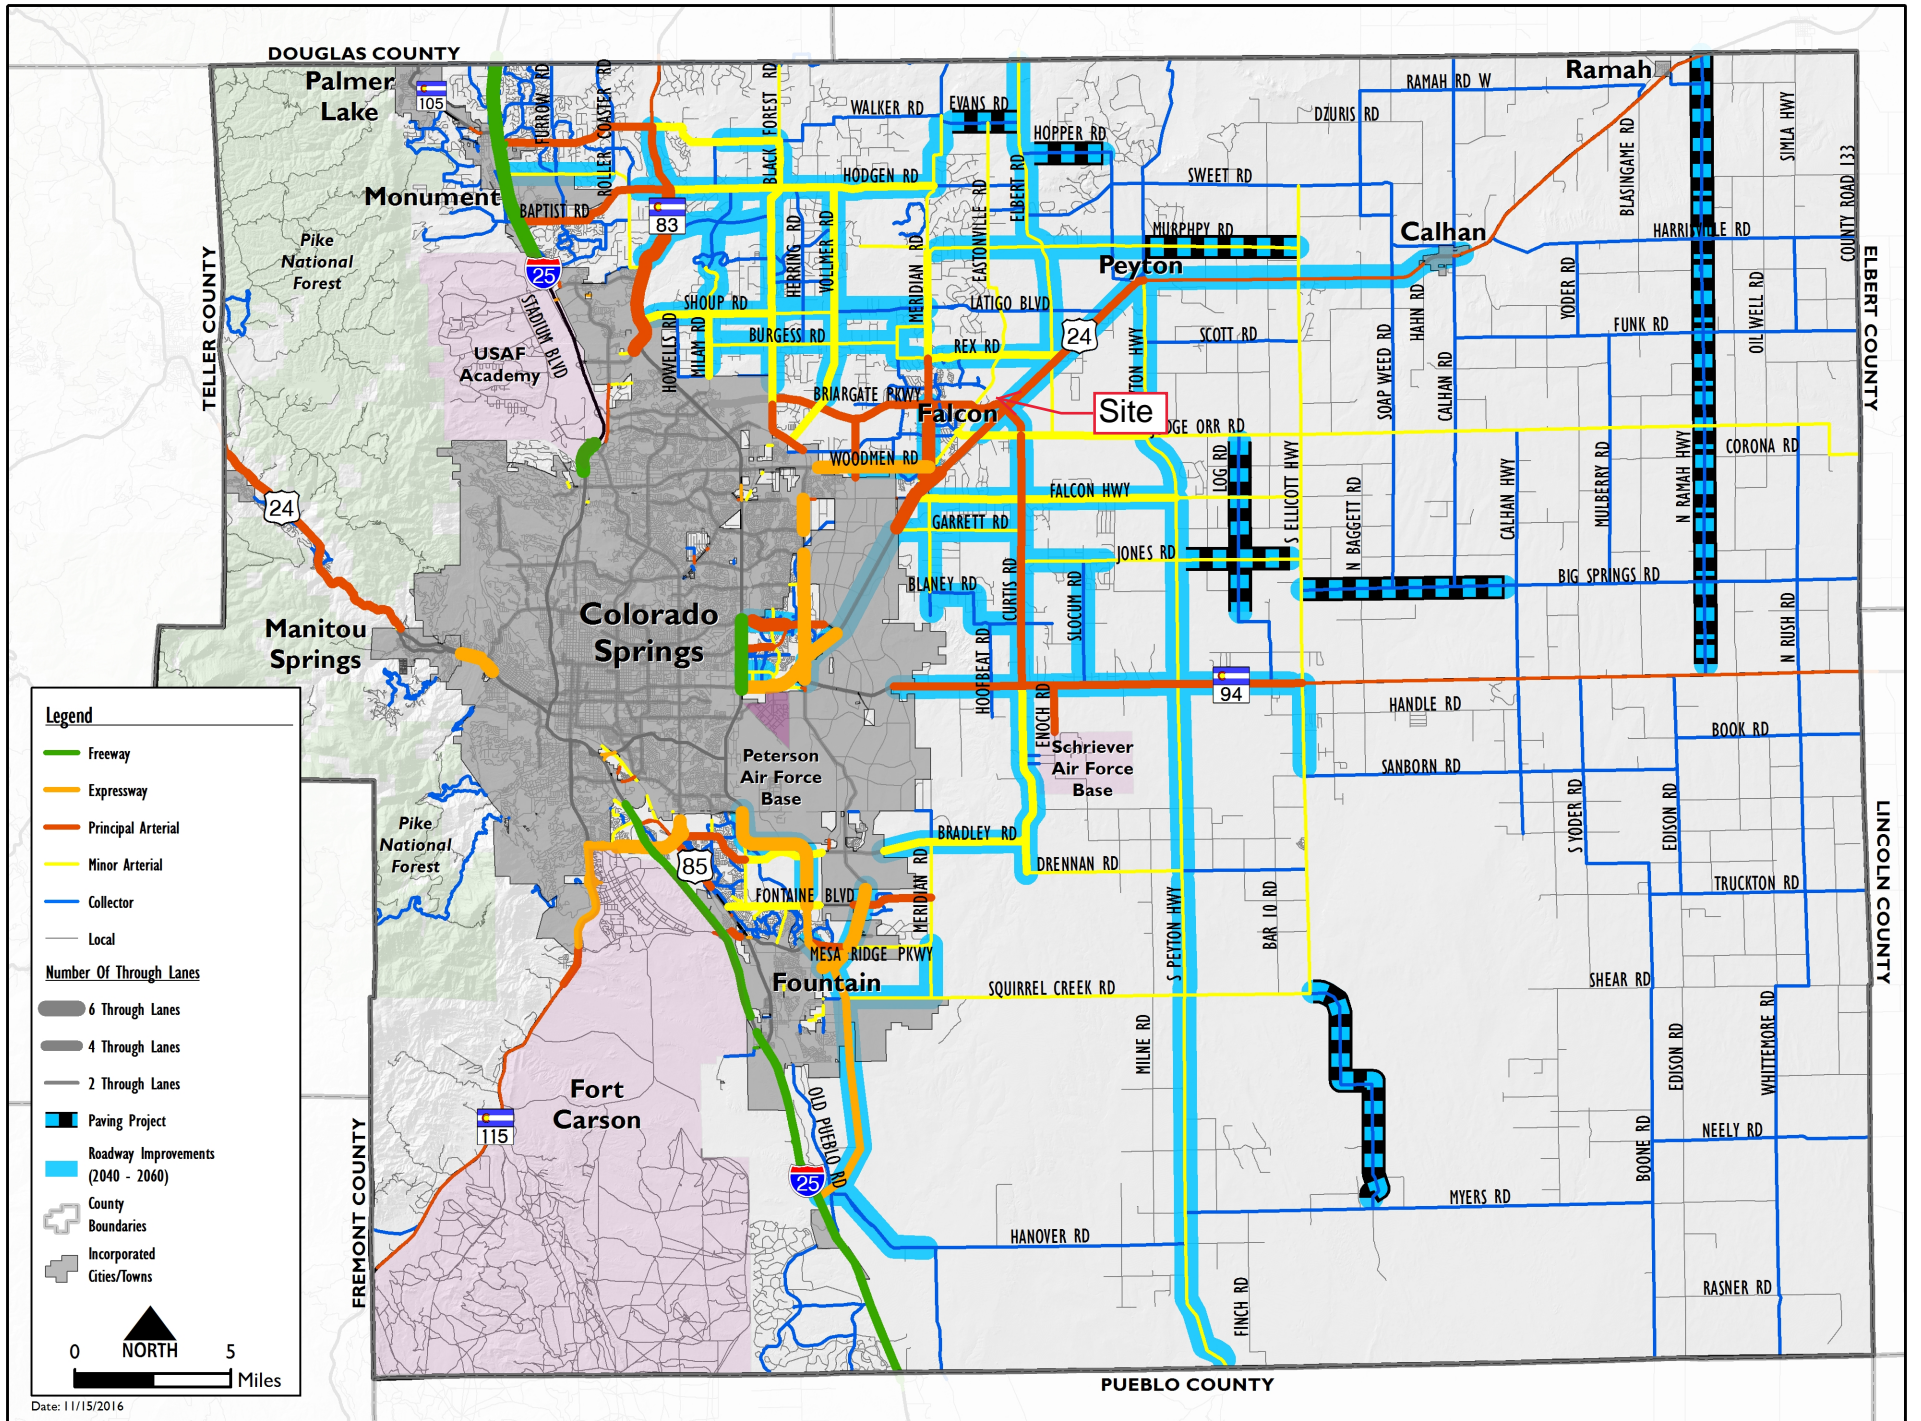 DOUGLAS COUNTY
Palmer
Lake
105
FURROW RD
ROLLER COASTER RD
BLACK FOREST RD
WALKER RD
EVANS RD
HOPPER RD
DZURIS RD
RAMAH RD W
Ramah
BLASINGAME RD
SIMLA HWY
COUNTY ROAD 133
Monument
BAPTIST RD
83
HODGEN RD
EASTONVILLE RD
ELBERT RD
SWEET RD
MURPHPY RD
Calhan
HARRISVILLE RD
Pike
National
Forest
TELLER COUNTY
25
STADIUM BLVD
HERRING RD
VOLLMER RD
MERIDIAN RD
Peyton
YODER RD
OIL WELL RD
ELBERT COUNTY
SHOUP RD
LATIGO BLVD
24
HAHN RD
FUNK RD
USAF
Academy
HOWELLS RD
MILAM RD
BURGESS RD
REX RD
TON HWY
SCOTT RD
SOAP WEED RD
CALHAN RD
BRIARGATE PKWY
Falcon
Site
DGE ORR RD
CORONA RD
WOODMEN RD
LOG RD
S ELLICOTT HWY
N BAGGETT RD
CALHAN HWY
MULBERRY RD
N RAMAH HWY
24
FALCON HWY
GARRETT RD
JONES RD
BLANEY RD
CURTIS RD
SLOCUM RD
BIG SPRINGS RD
N RUSH RD
Manitou
Springs
Colorado
Springs
HOOFBEAT RD
ENOCH RD
94
HANDLE RD
BOOK RD
Peterson
Air Force
Base
Schriever
Air Force
Base
SANBORN RD
S YODER RD
EDISON RD
LINCOLN COUNTY
Pike
National
Forest
85
BRADLEY RD
DRENNAN RD
FONTAINE BLVD
MERIDIAN RD
S PEYTON HWY
BAR 10 RD
TRUCKTON RD
MESA RIDGE PKWY
Fountain
SQUIRREL CREEK RD
SHEAR RD
MILNE RD
EDISON RD
WHITTEMORE RD
Fort
Carson
115
OLD PUEBLO RD
25
BOONE RD
NEELY RD
MYERS RD
FREMONT COUNTY
HANOVER RD
FINCH RD
RASNER RD
PUEBLO COUNTY
Legend
Freeway
Expressway
Principal Arterial
Minor Arterial
Collector
Local
Number Of Through Lanes
6 Through Lanes
4 Through Lanes
2 Through Lanes
Paving Project
Roadway Improvements
(2040 - 2060)
County
Boundaries
Incorporated
Cities/Towns
NORTH
0 5
Miles
Date: 11/15/2016